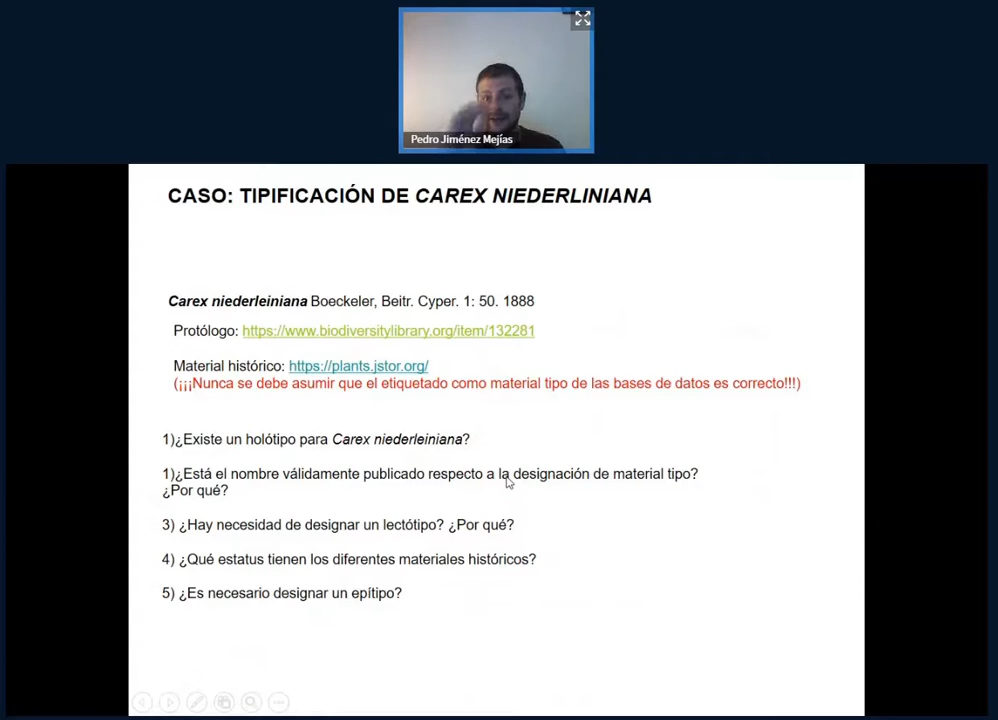 Pedro Jiménez Mejías
CASO: TIPIFICACIÓN DE CAREX NIEDERLINIANA
Carex niederleiniana Boeckeler, Beitr. Cyper. 1: 50. 1888
Protólogo: https://www.biodiversitylibrary.org/item/132281
Material histórico: https://plants.jstor.org/
(¡¡¡Nunca se debe asumir que el etiquetado como material tipo de las bases de datos es correcto!!!)
1)¿Existe un holótipo para Carex niederleiniana?
1)¿Está el nombre válidamente publicado respecto a la designación de material tipo?
¿Por qué?
3) ¿Hay necesidad de designar un lectótipo? ¿Por qué?
4) ¿Qué estatus tienen los diferentes materiales históricos?
5) ¿Es necesario designar un epítipo?